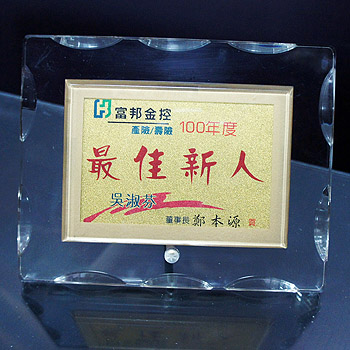 富邦金控
產險/壽險 100年度
最佳新人
吳淑芬
董事長 鄭本源